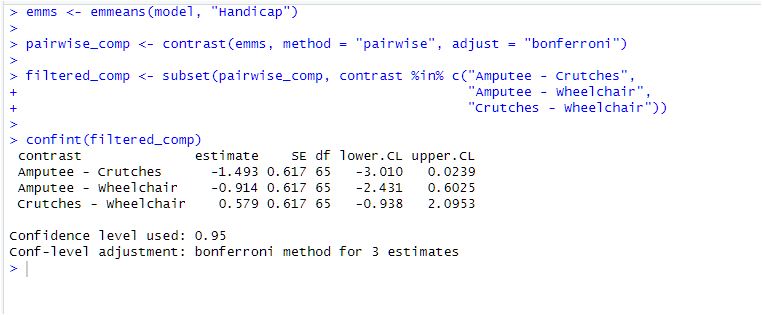 > emms <- emmeans(model, "Handicap")
>
> pairwise_comp <- contrast(emms, method = "pairwise", adjust = "bonferroni")
>
> filtered_comp <- subset(pairwise_comp, contrast %in% c("Amputee - Crutches",
+                                                        "Amputee - Wheelchair",
+                                                        "Crutches - Wheelchair"))
>
> confint(filtered_comp)
 contrast              estimate    SE df lower.CL upper.CL
 Amputee - Crutches      -1.493 0.617 65   -3.010   0.0239
 Amputee - Wheelchair    -0.914 0.617 65   -2.431   0.6025
 Crutches - Wheelchair    0.579 0.617 65   -0.938   2.0953
Confidence level used: 0.95
Conf-level adjustment: bonferroni method for 3 estimates
>